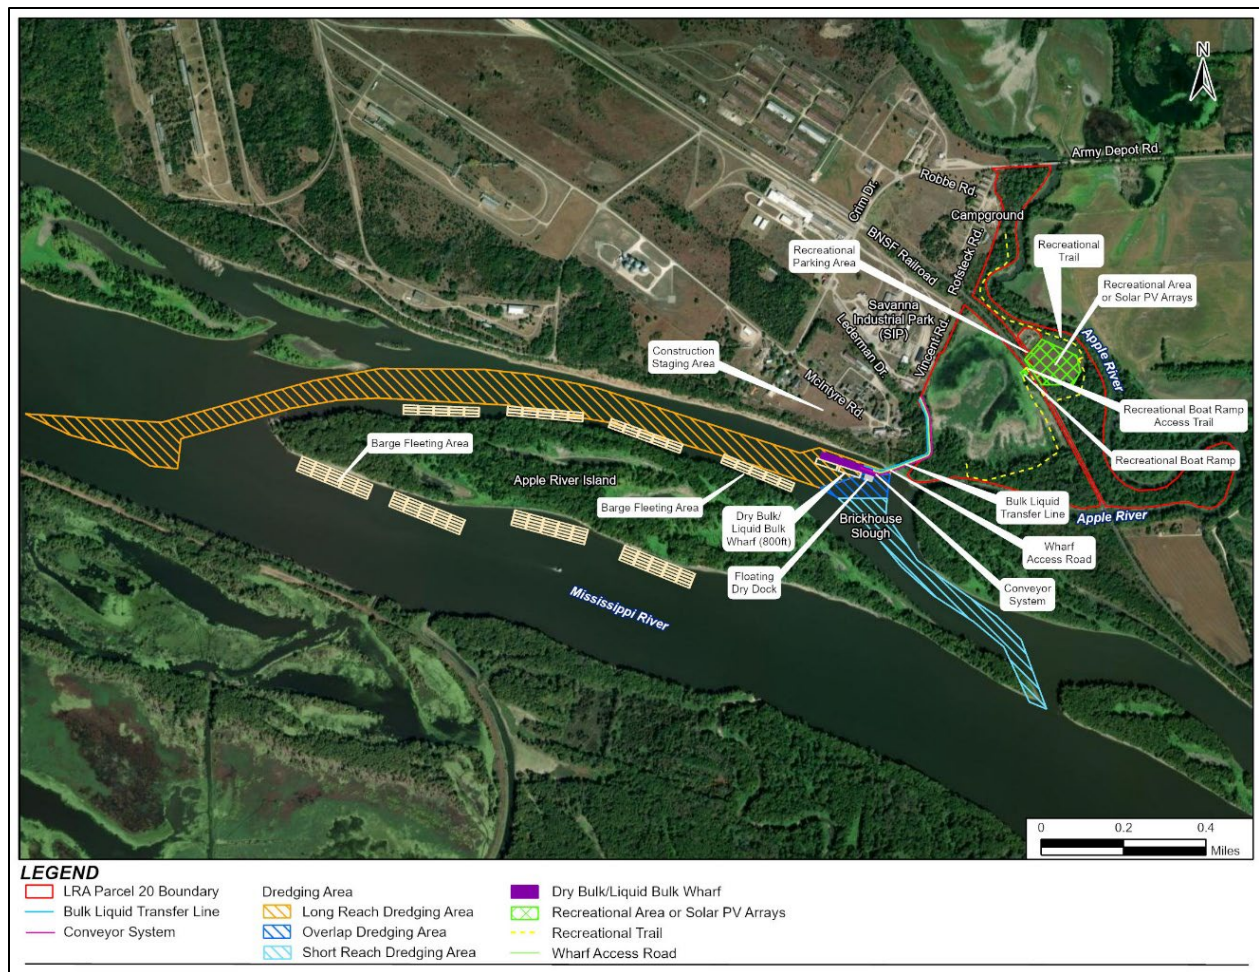 N
Army Depot Rd.
Robbe Rd.
Crim Dr.
Campground
Rofsteck Rd.
BNSF Railroad
Recreational
Parking Area
Recreational
Trail
Recreational Area
or Solar PV Arrays
Savanna
Industrial Park
(SIP)
Vincent Rd.
Lederman Dr.
McIntyre Rd.
Apple River
Construction
Staging Area
Recreational Boat Ramp
Access Trail
Recreational Boat Ramp
Barge Fleeting Area
Apple River Island
Barge Fleeting Area
Dry Bulk/
Liquid Bulk
Wharf (800ft)
Brickhouse
Slough
Bulk Liquid
Transfer Line
Apple River
Wharf
Access Road
Floating
Dry Dock
Conveyor
System
Mississippi River
0 0.2 0.4
Miles
LEGEND
LRA Parcel 20 Boundary
Bulk Liquid Transfer Line
Conveyor System
Dredging Area
Long Reach Dredging Area
Overlap Dredging Area
Short Reach Dredging Area
Dry Bulk/Liquid Bulk Wharf
Recreational Area or Solar PV Arrays
Recreational Trail
Wharf Access Road